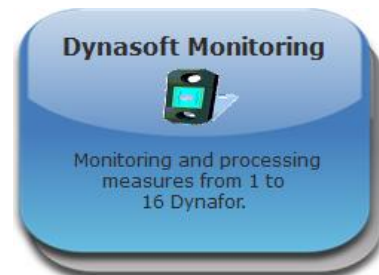 Dynasoft Monitoring
Monitoring and processing
measures from 1 to
16 Dynafor.